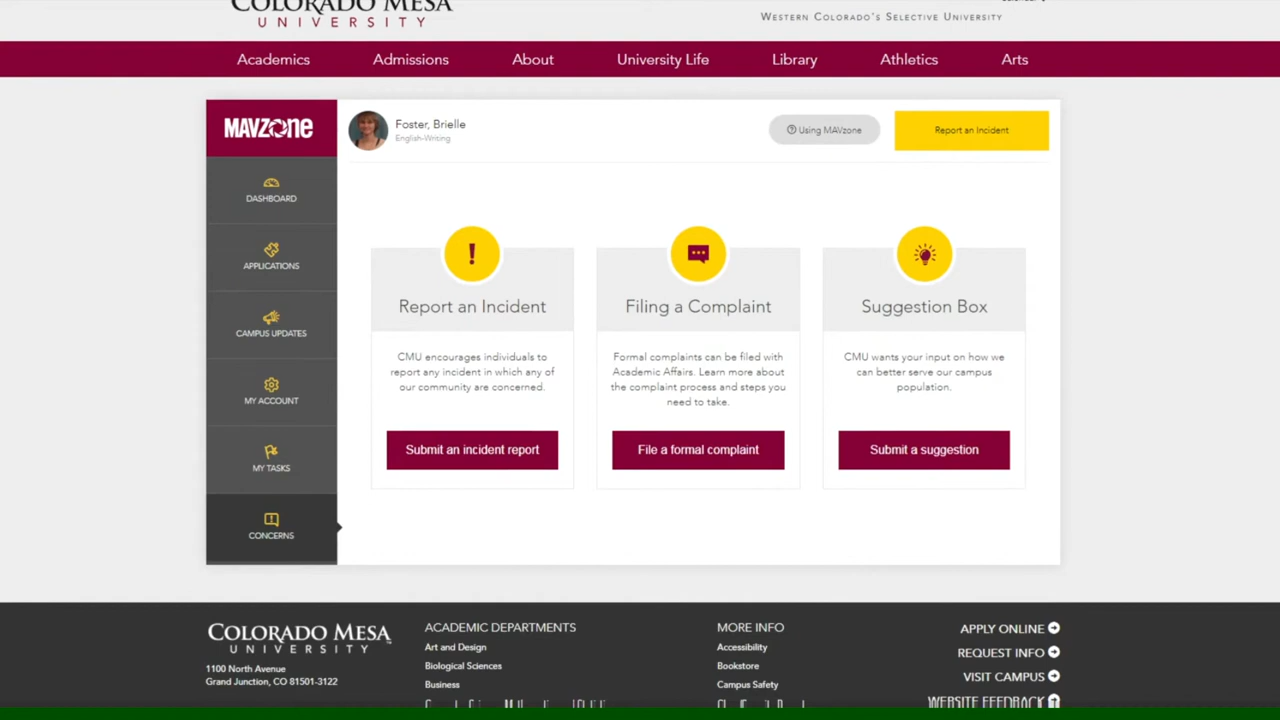 COLORADO MESA
UNIVERSITY
WESTERN COLORADO'S SELECTIVE UNIVERSITY
Academics
Admissions
About
University Life
Library
Athletics
Arts
MAVZONE
Foster, Brielle
English-Writing
Using MAVzone
Report an Incident
DASHBOARD
APPLICATIONS
CAMPUS UPDATES
MY ACCOUNT
MY TASKS
CONCERNS
Report an Incident
CMU encourages individuals to
report any incident in which any of
our community are concerned.
Submit an incident report
Filing a Complaint
Formal complaints can be filed with
Academic Affairs. Learn more about
the complaint process and steps you
need to take.
File a formal complaint
Suggestion Box
CMU wants your input on how we
can better serve our campus
population.
Submit a suggestion
COLORADO MESA
UNIVERSITY
1100 North Avenue
Grand Junction, CO 81501-3122
ACADEMIC DEPARTMENTS
Art and Design
Biological Sciences
Business
MORE INFO
Accessibility
Bookstore
Campus Safety
APPLY ONLINE
REQUEST INFO
VISIT CAMPUS
WEBSITE FEEDBACK